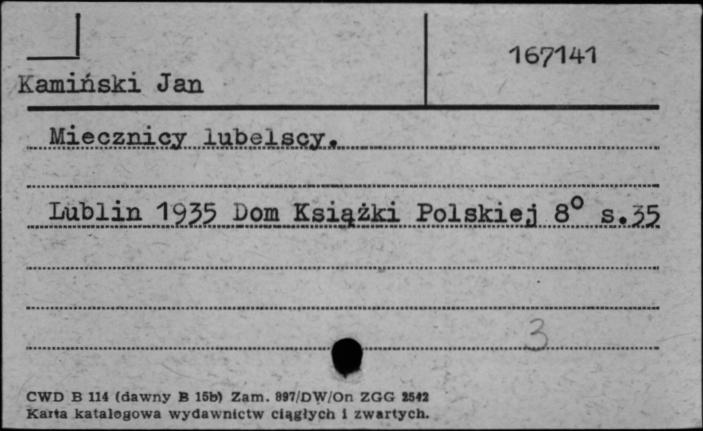 167141
Kamiński Jan
Miecznicy lubelscy.
Lublin 1935 Dom Książki Polskiej 8° s.35
3
CWD B 114 (dawny B 15b) Zam. 897/DW/On ZGG 2542
Karta katalogowa wydawnictw ciągłych i zwartych.